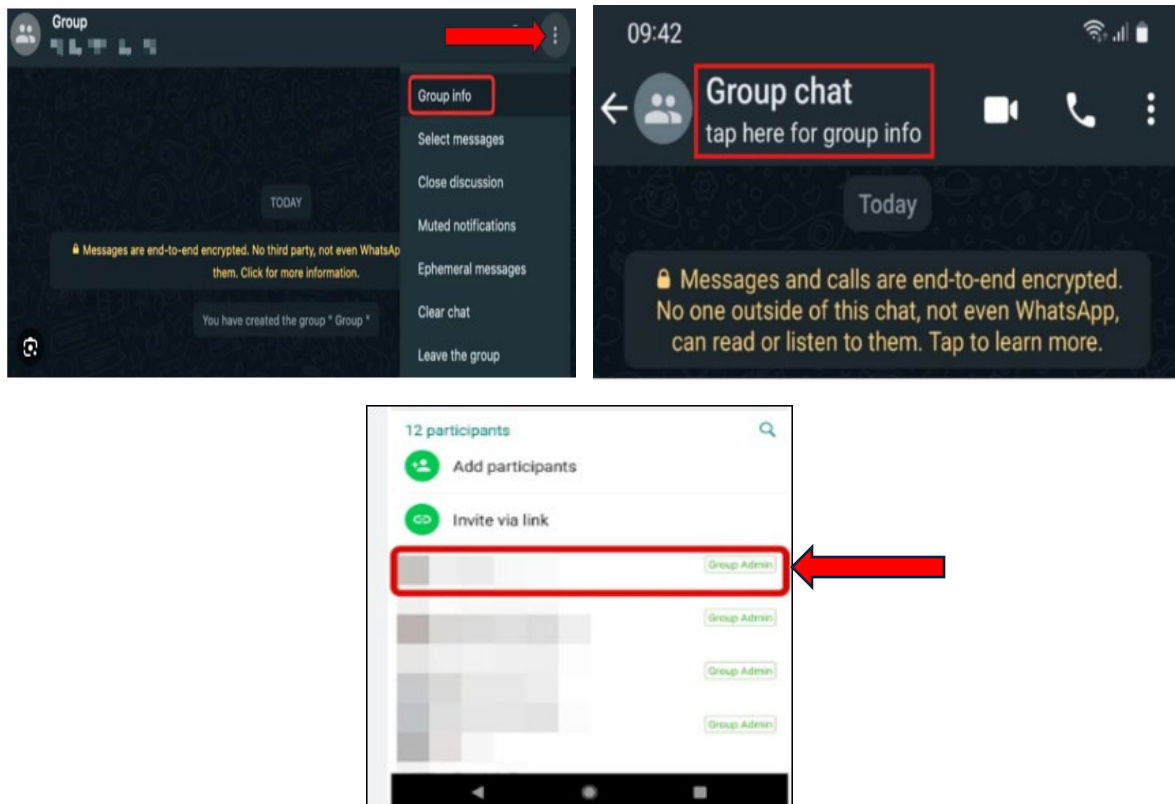 Group
Group info
Select messages
Close discussion
TODAY
Muted notifications
Messages are end-to-end encrypted. No third party, not even WhatsAp
them. Click for more information.
Ephemeral messages
Clear chat
You have created the group " Group "
Leave the group
09:42
Group chat
tap here for group info
Today
Messages and calls are end-to-end encrypted.
No one outside of this chat, not even WhatsApp,
can read or listen to them. Tap to learn more.
12 participants
Add participants
Invite via link
Group Admin
Group Admin
Group Admin
Group Admin